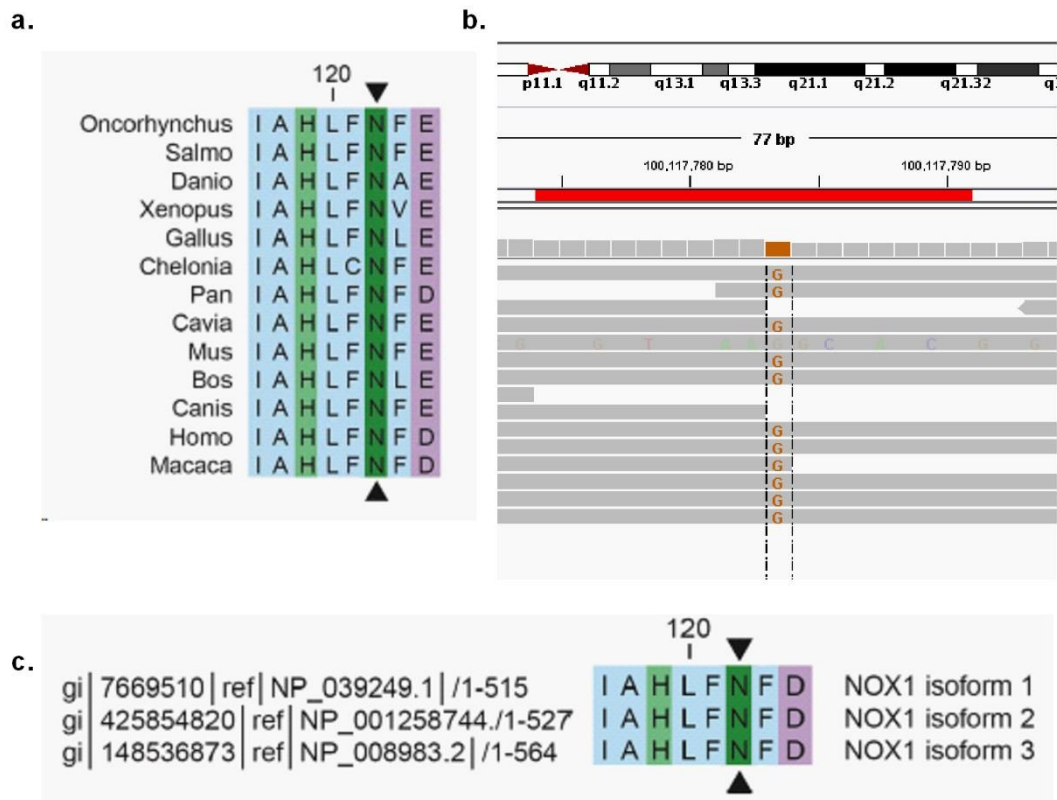 a.
120
Oncorhynchus I A H L F N F E
Salmo I A H L F N F E
Danio I A H L F N A E
Xenopus I A H L F N V E
Gallus I A H L F N L E
Chelonia I A H L C N F E
Pan I A H L F N F D
Cavia I A H L F N F E
Mus I A H L F N F E
Bos I A H L F N L E
Canis I A H L F N F E
Homo I A H L F N F D
Macaca I A H L F N F D
b.
p11.1 q11.2 q13.1 q13.3 q21.1 q21.2 q21.32
77 bp
100,117,780 bp 100,117,790 bp
G
G
G
G G T A A G G C A C G G
G
G
G
G
G
G
G
G
c.
120
gi| 7669510| ref| NP_039249.1| /1-515 I A H L F N F D NOX1 isoform 1
gi| 425854820| ref| NP_001258744./1-527 I A H L F N F D NOX1 isoform 2
gi| 148536873| ref| NP_008983.2| /1-564 I A H L F N F D NOX1 isoform 3